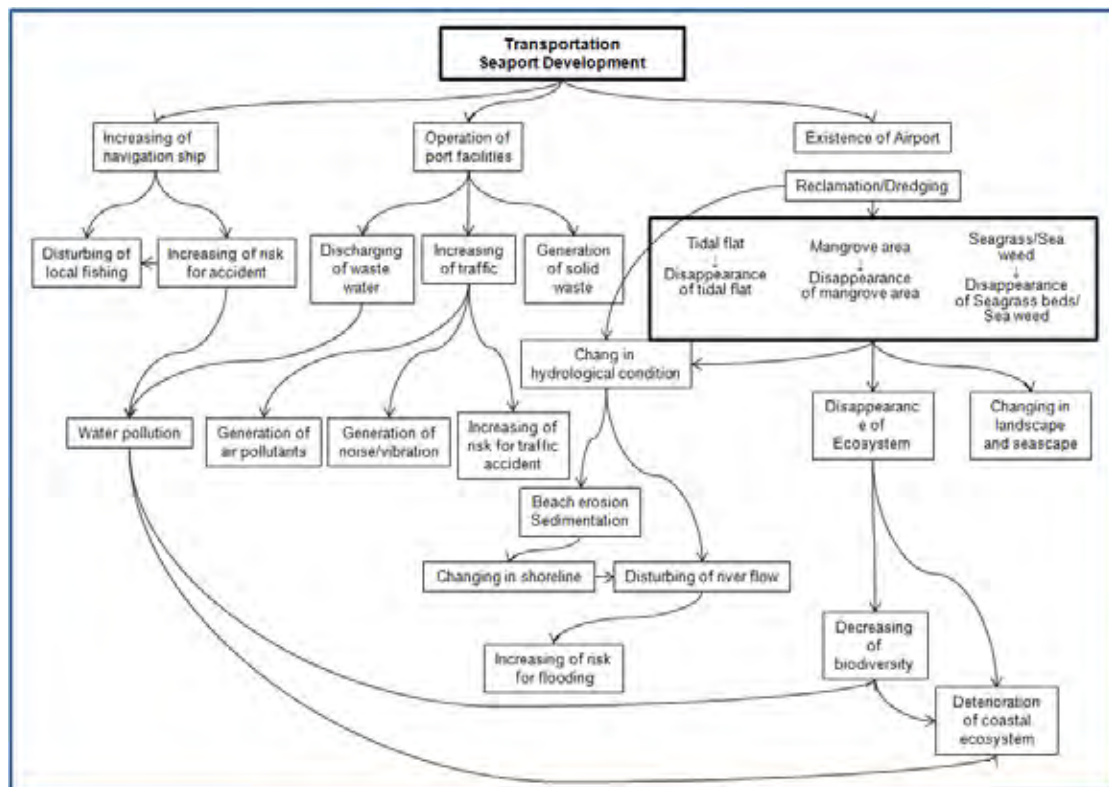 Transportation
Seaport Development
Increasing of
navigation ship
Operation of
port facilities
Existence of Airport
Reclamation/Dredging
Disturbing of
local fishing
Increasing of risk
for accident
Discharging
of waste
water
Increasing
of traffic
Generation
of solid
waste
Tidal flat
Disappearance
of tidal flat
Mangrove area
Disappearance
of mangrove area
Seagrass/Sea
weed
Disappearance
of Seagrass beds/
Sea weed
Chang in
hydrological condition
Water pollution
Generation of
air pollutants
Generation of
noise/vibration
Increasing of
risk for traffic
accident
Disappearanc
e of
Ecosystem
Changing in
landscape
and seascape
Beach erosion
Sedimentation
Changing in shoreline
Disturbing of river flow
Increasing of risk
for flooding
Decreasing
of
biodiversity
Deterioration
of coastal
ecosystem